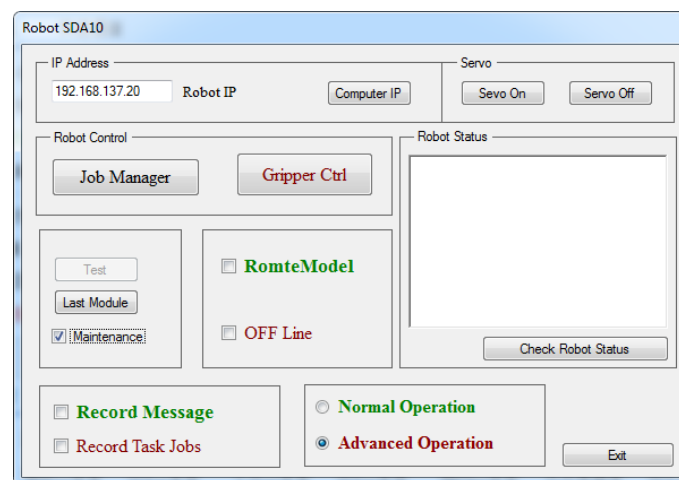 Robot SDA10
IP Address
Servo
192.168.137.20
Robot IP
Computer IP
Sevo On
Servo Off
Robot Control
Robot Status
Job Manager
Gripper Ctrl
Test
Last Module
Maintenance
RomteModel
OFF Line
Check Robot Status
Record Message
Record Task Jobs
Normal Operation
Advanced Operation
Exit